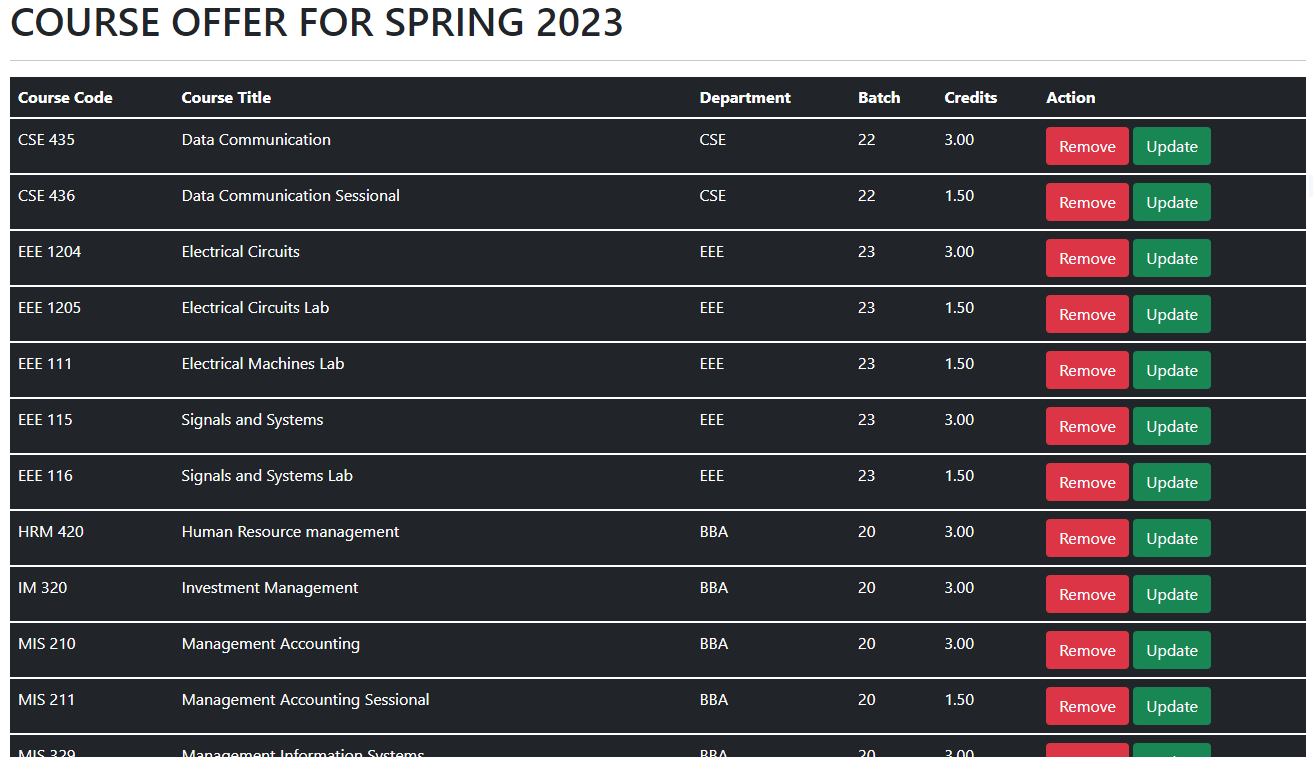 COURSE OFFER FOR SPRING 2023
Course Code Course Title Department Batch Credits Action
CSE 435 Data Communication CSE 22 3.00 Remove Update
CSE 436 Data Communication Sessional CSE 22 1.50 Remove Update
EEE 1204 Electrical Circuits EEE 23 3.00 Remove Update
EEE 1205 Electrical Circuits Lab EEE 23 1.50 Remove Update
EEE 111 Electrical Machines Lab EEE 23 1.50 Remove Update
EEE 115 Signals and Systems EEE 23 3.00 Remove Update
EEE 116 Signals and Systems Lab EEE 23 1.50 Remove Update
HRM 420 Human Resource management BBA 20 3.00 Remove Update
IM 320 Investment Management BBA 20 3.00 Remove Update
MIS 210 Management Accounting BBA 20 3.00 Remove Update
MIS 211 Management Accounting Sessional BBA 20 1.50 Remove Update
MIS 329 Management Information Systems BBA 20 3.00